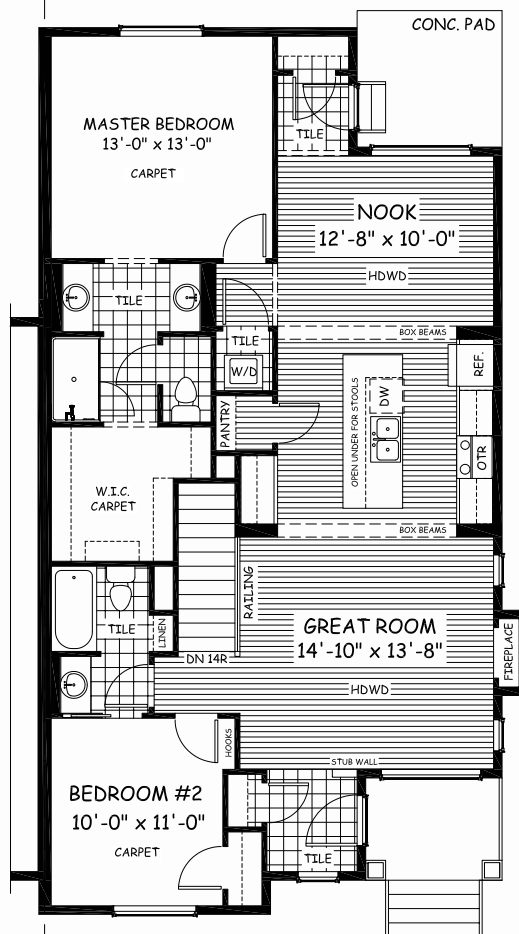 CONC. PAD
MASTER BEDROOM
13'-0" x 13'-0"
CARPET
TILE
NOOK
12'-8" x 10'-0"
HDWD
TILE
BOX BEAMS
TILE
W/D
REF.
PANTRY
OPEN UNDER FOR STOOLS
DW
OTR
W.I.C.
CARPET
BOX BEAMS
RAILING
TILE
LINEN
GREAT ROOM
14'-10" x 13'-8"
FIREPLACE
DN 14R
HDWD
HOOKS
STUB WALL
BEDROOM #2
10'-0" x 11'-0"
CARPET
TILE